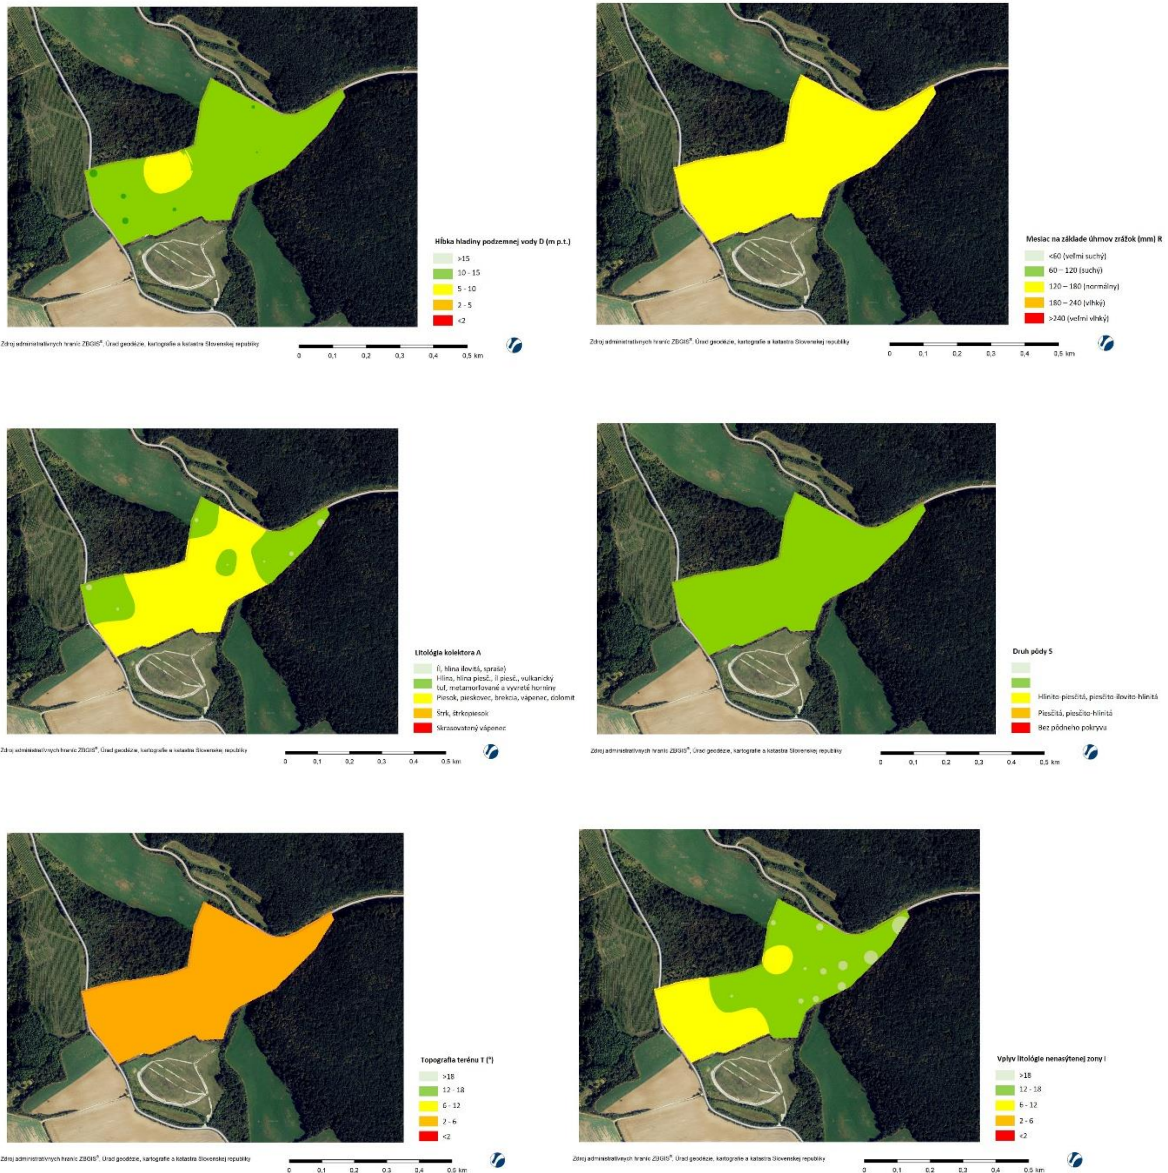 Hĺbka hladiny podzemnej vody D (m p.t.)
>15
10 - 15
5 - 10
2 - 5
<2
Zdroj administratívnych hraníc ZBGIS®, Úrad geodézie, kartografie a katastra Slovenskej republiky
0 0,1 0,2 0,3 0,4 0,5 km
Mesiac na základe úhrnov zrážok (mm) R
<60 (veľmi suchý)
60 – 120 (suchý)
120 – 180 (normálny)
180 – 240 (vlhký)
>240 (veľmi vlhký)
Zdroj administratívnych hraníc ZBGIS®, Úrad geodézie, kartografie a katastra Slovenskej republiky
0 0,1 0,2 0,3 0,4 0,5 km
Litológia kolektora A
Íl, hlina ílovitá, spraše)
Hlina, hlina piesč., íl piesč., vulkanický
tuf, metamorfované a vyvreté horniny
Piesok, pieskovec, brekcia, vápenec, dolomit
Štrk, štrkopiesok
Skrasovatený vápenec
Zdroj administratívnych hraníc ZBGIS®, Úrad geodézie, kartografie a katastra Slovenskej republiky
0 0,1 0,2 0,3 0,4 0,5 km
Druh pôdy S
Hlinito-piesčitá, piesčito-ílovito-hlinitá
Piesčitá, piesčito-hlinitá
Bez pôdneho pokryvu
Zdroj administratívnych hraníc ZBGIS®, Úrad geodézie, kartografie a katastra Slovenskej republiky
0 0,1 0,2 0,3 0,4 0,5 km
Topografia terénu T (°)
>18
12 - 18
6 - 12
2 - 6
<2
Zdroj administratívnych hraníc ZBGIS®, Úrad geodézie, kartografie a katastra Slovenskej republiky
0 0,1 0,2 0,3 0,4 0,5 km
Vplyv litológie nenasýtenej zony I
>18
12 - 18
6 - 12
2 - 6
<2
Zdroj administratívnych hraníc ZBGIS®, Úrad geodézie, kartografie a katastra Slovenskej republiky
0 0,1 0,2 0,3 0,4 0,5 km